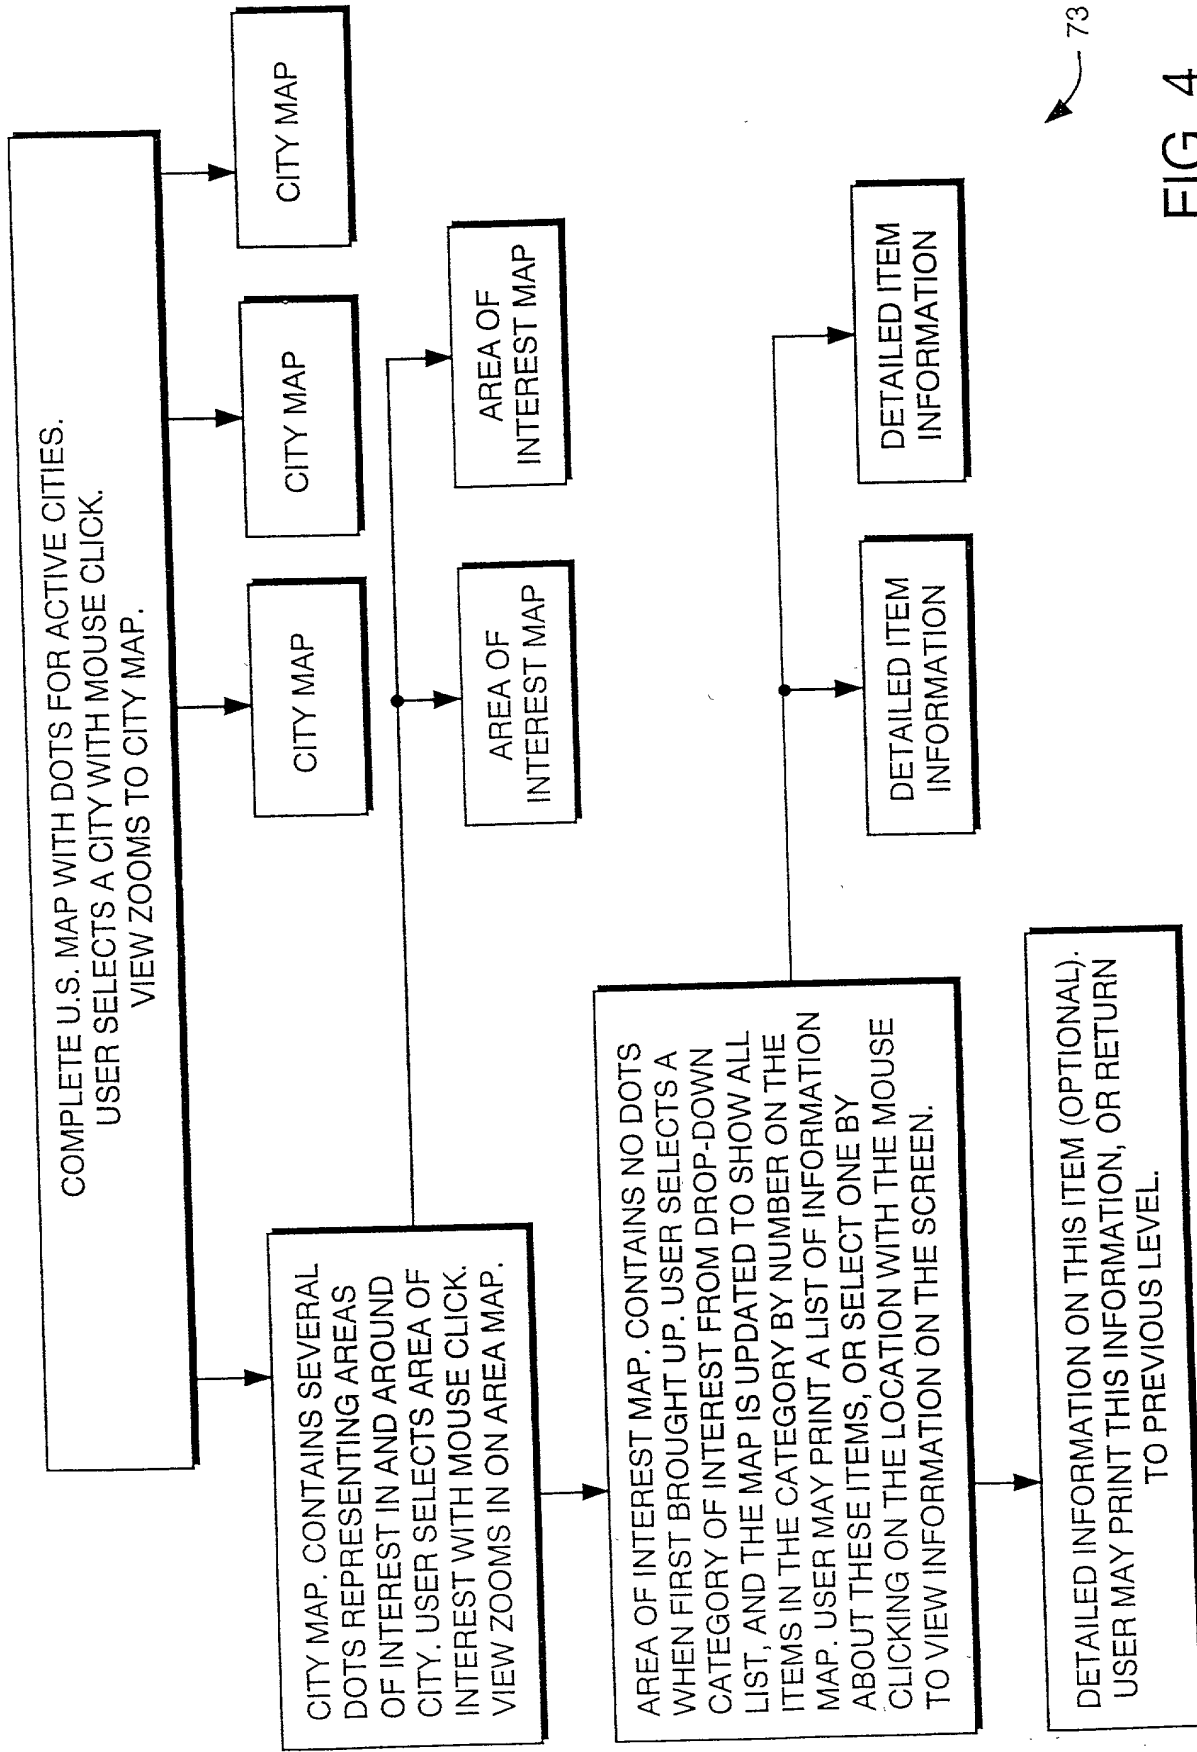 COMPLETE U.S. MAP WITH DOTS FOR ACTIVE CITIES.
USER SELECTS A CITY WITH MOUSE CLICK.
VIEW ZOOMS TO CITY MAP.
CITY MAP. CONTAINS SEVERAL
DOTS REPRESENTING AREAS
OF INTEREST IN AND AROUND
CITY. USER SELECTS AREA OF
INTEREST WITH MOUSE CLICK.
VIEW ZOOMS IN ON AREA MAP.
CITY MAP
CITY MAP
CITY MAP
AREA OF
INTEREST MAP
AREA OF
INTEREST MAP
AREA OF INTEREST MAP. CONTAINS NO DOTS
WHEN FIRST BROUGHT UP. USER SELECTS A
CATEGORY OF INTEREST FROM DROP-DOWN
LIST, AND THE MAP IS UPDATED TO SHOW ALL
ITEMS IN THE CATEGORY BY NUMBER ON THE
MAP. USER MAY PRINT A LIST OF INFORMATION
ABOUT THESE ITEMS, OR SELECT ONE BY
CLICKING ON THE LOCATION WITH THE MOUSE
TO VIEW INFORMATION ON THE SCREEN.
DETAILED ITEM
INFORMATION
DETAILED ITEM
INFORMATION
DETAILED INFORMATION ON THIS ITEM (OPTIONAL).
USER MAY PRINT THIS INFORMATION, OR RETURN
TO PREVIOUS LEVEL.
73
FIG. 4